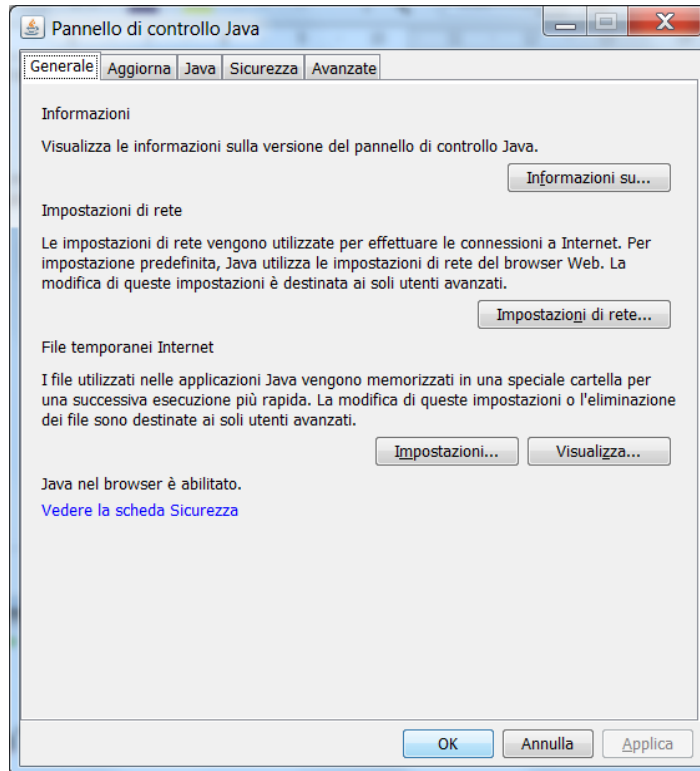 Pannello di controllo Java
Generale Aggiorna Java Sicurezza Avanzate
Informazioni
Visualizza le informazioni sulla versione del pannello di controllo Java.
Informazioni su...
Impostazioni di rete
Le impostazioni di rete vengono utilizzate per effettuare le connessioni a Internet. Per
impostazione predefinita, Java utilizza le impostazioni di rete del browser Web. La
modifica di queste impostazioni è destinata ai soli utenti avanzati.
Impostazioni di rete...
File temporanei Internet
I file utilizzati nelle applicazioni Java vengono memorizzati in una speciale cartella per
una successiva esecuzione più rapida. La modifica di queste impostazioni o l'eliminazione
dei file sono destinate ai soli utenti avanzati.
Impostazioni... Visualizza...
Java nel browser è abilitato.
Vedere la scheda Sicurezza
OK Annulla Applica